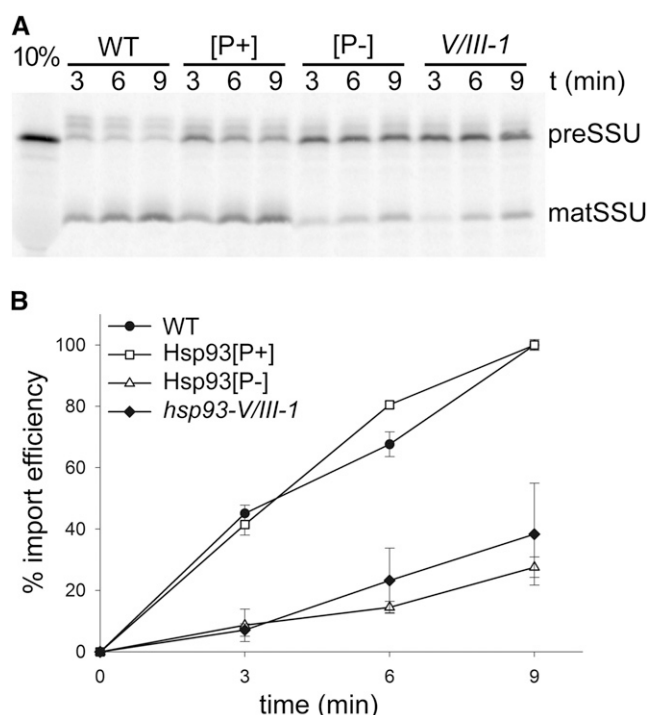 A
10% WT [P+] [P-] V/III-1
3 6 9 3 6 9 3 6 9 3 6 9 t (min)
preSSU
matSSU
B
WT
Hsp93[P+]
Hsp93[P-]
hsp93-V/III-1
100
80
60
40
20
0
% import efficiency
0 3 6 9
time (min)